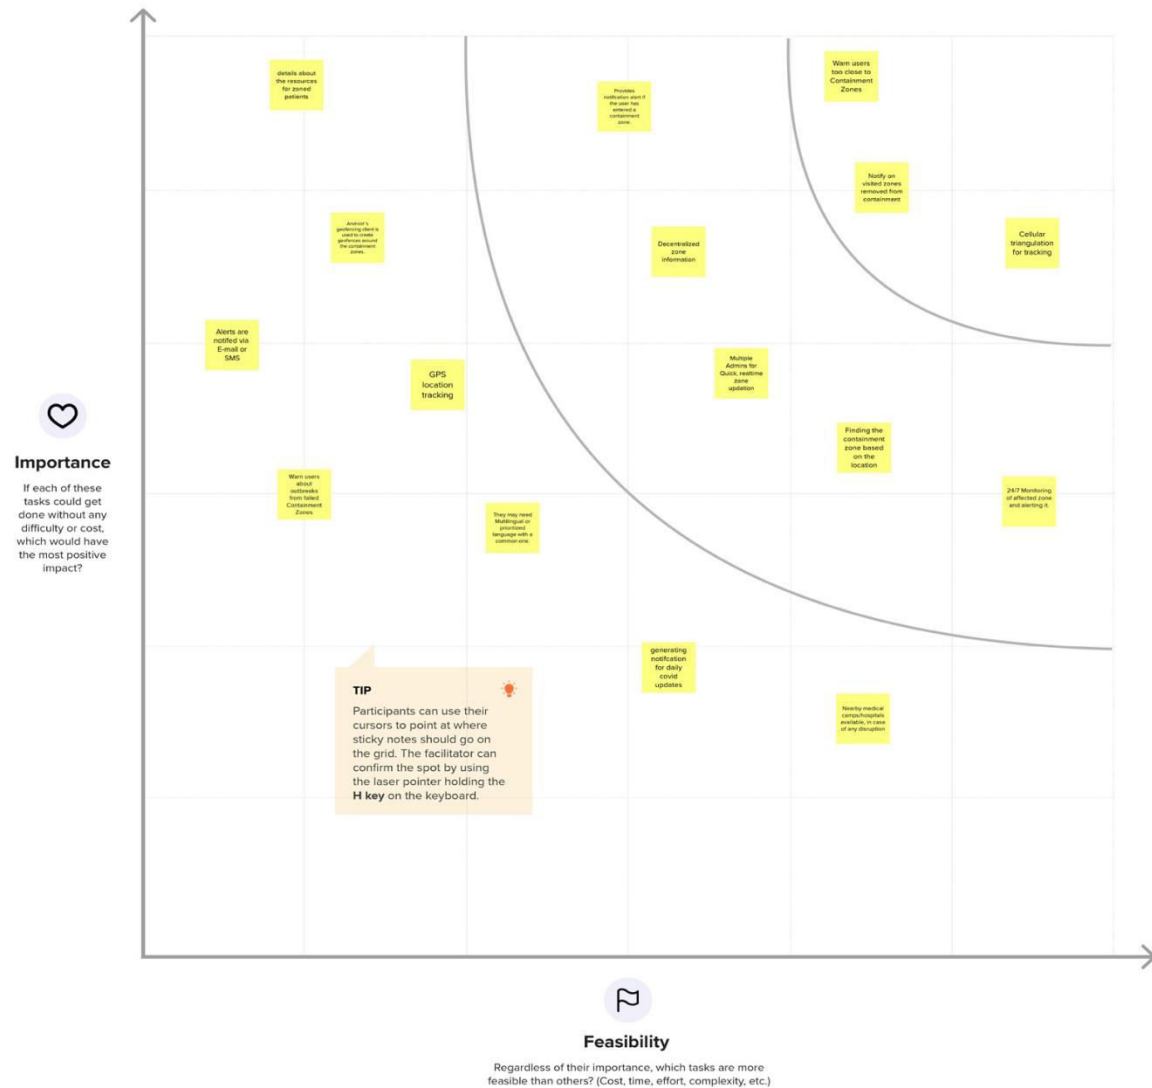 details about
the resources
for zoned
patients
Provides
notification alert if
the user has
entered a
containment
zone.
Warn users
too close to
Containment
Zones
Notify on
visited zones
removed from
containment
Android's
geofencing client is
used to create
geofences around
the containment
zones.
Decentralized
zone
information
Cellular
triangulation
for tracking
Alerts are
notifed via
E-mail or
SMS
GPS
location
tracking
Multiple
Admins for
Quick, realtime
zone
updation
Finding the
containment
zone based
on the
location
Importance
If each of these
tasks could get
done without any
difficulty or cost,
which would have
the most positive
impact?
Warn users
about
outbreaks
from failed
Containment
Zones
They may need
Multilingual or
prioritized
language with a
common one.
24/7 Monitoring
of affected zone
and alerting it.
generating
notifcation
for daily
covid
updates
Nearby medical
camps/hospitals
available, in case
of any disruption
TIP
Participants can use their
cursors to point at where
sticky notes should go on
the grid. The facilitator can
confirm the spot by using
the laser pointer holding the
H key on the keyboard.
Feasibility
Regardless of their importance, which tasks are more
feasible than others? (Cost, time, effort, complexity, etc.)